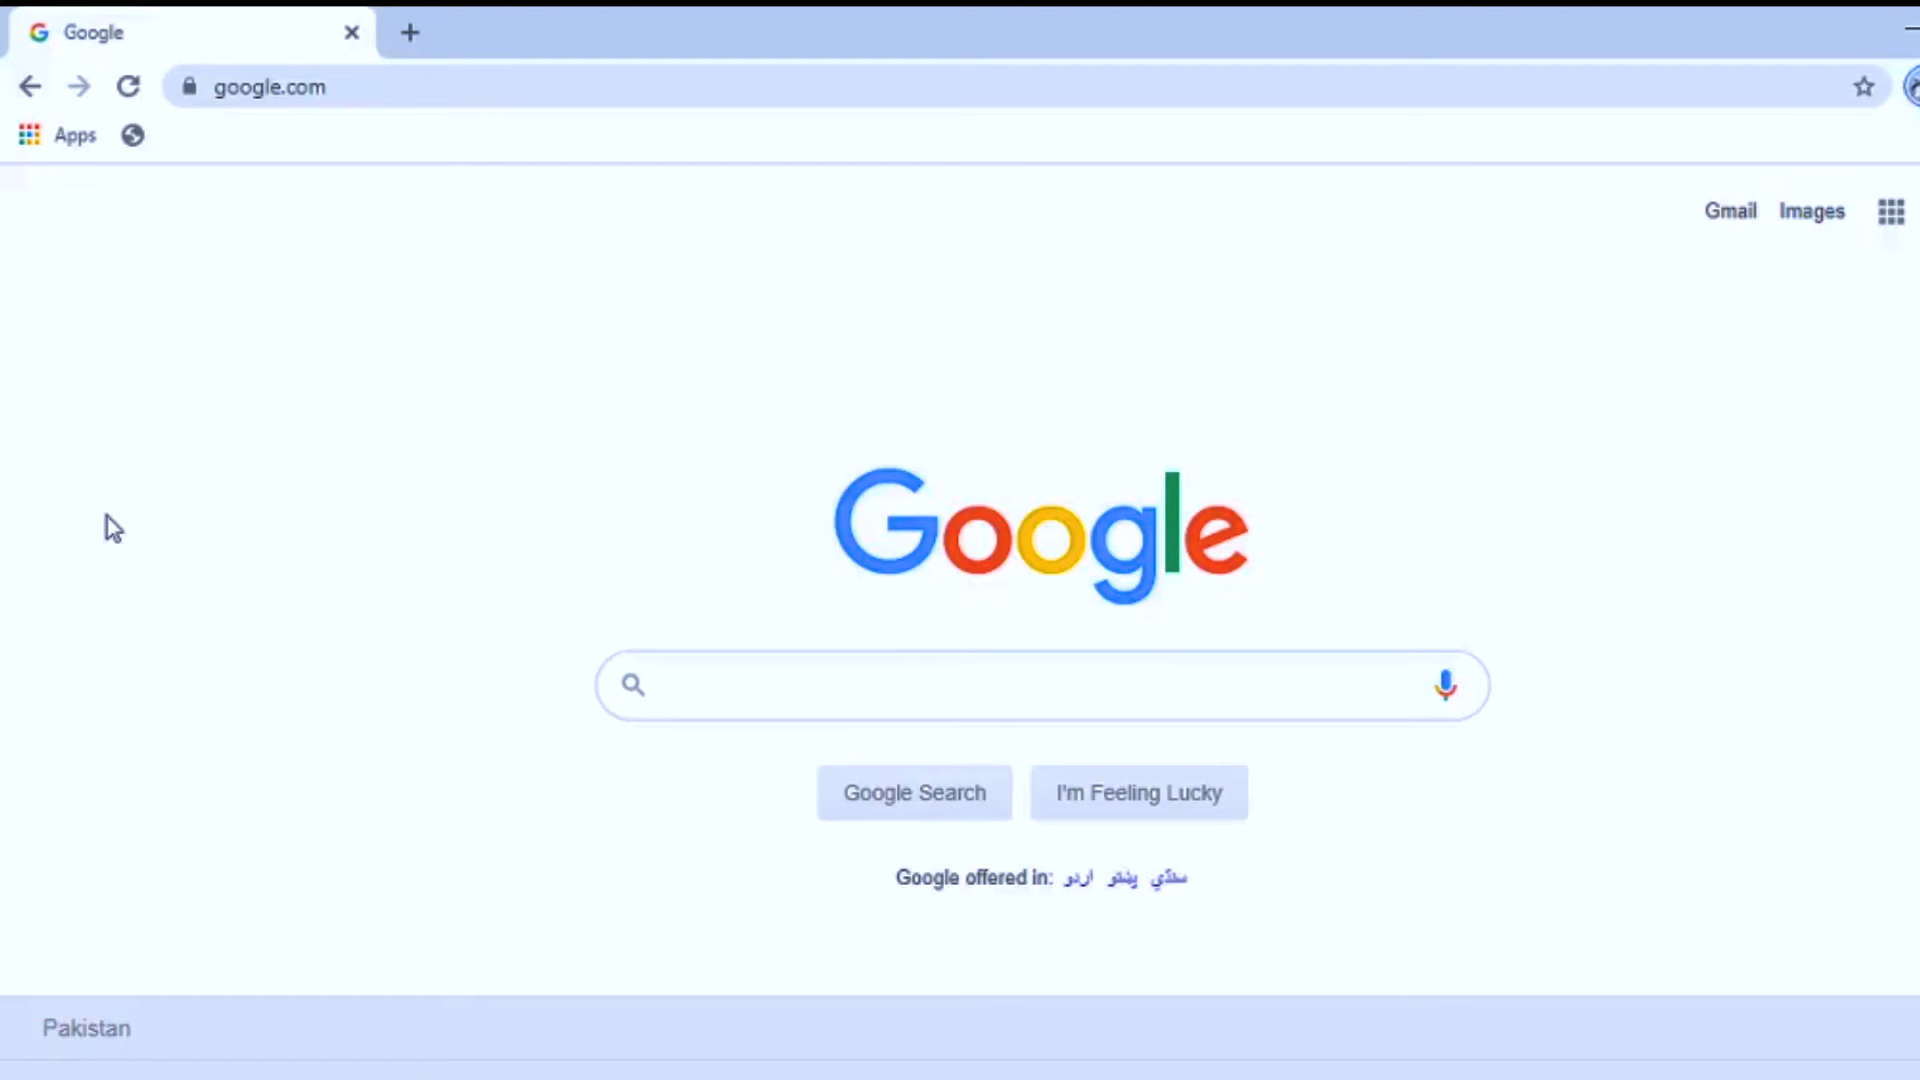 Google
google.com
Apps
Gmail Images
Google
Google Search I'm Feeling Lucky
Google offered in: اردو پښتو سنڌي
Pakistan